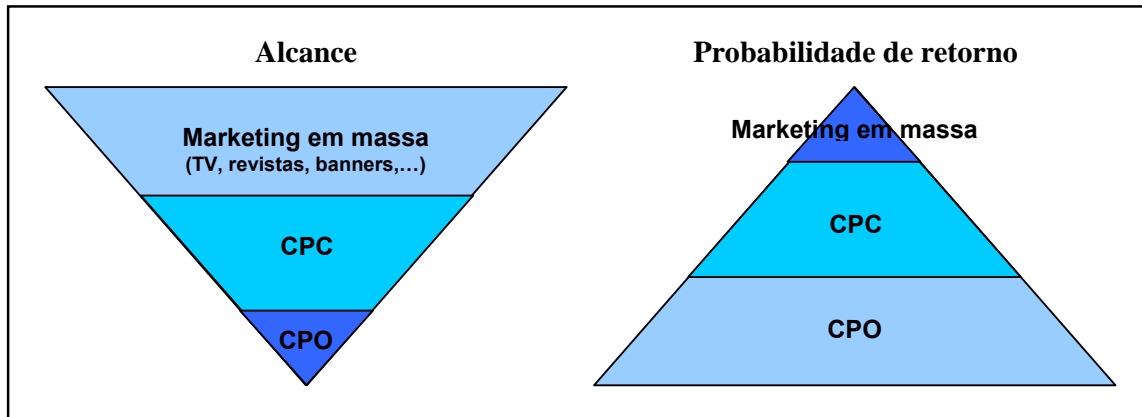 Alcance
Marketing em massa
(TV, revistas, banners,...)
CPC
CPO
Probabilidade de retorno
Marketing em massa
CPC
CPO